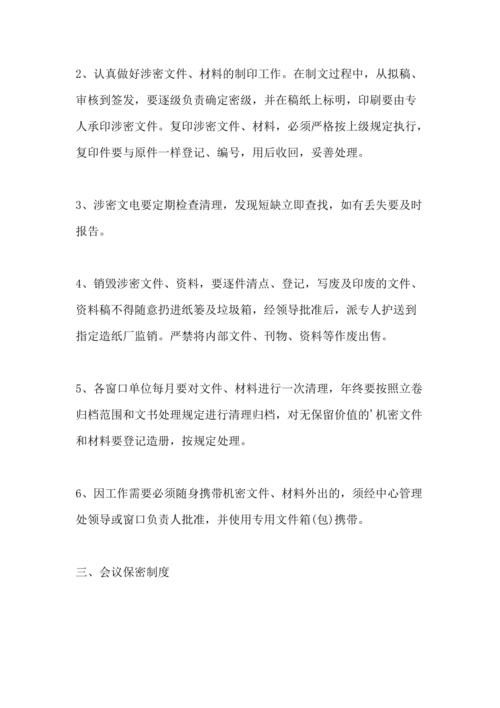 2、认真做好涉密文件、材料的制印工作。在制文过程中，从拟稿、
审核到签发，要逐级负责确定密级，并在稿纸上标明，印刷要由专
人承印涉密文件。复印涉密文件、材料，必须严格按上级规定执行，
复印件要与原件一样登记、编号，用后收回，妥善处理。
3、涉密文电要定期检查清理，发现短缺立即查找，如有丢失要及时
报告。
4、销毁涉密文件、资料，要逐件清点、登记，写废及印废的文件、
资料稿不得随意扔进纸篓及垃圾箱，经领导批准后，派专人护送到
指定造纸厂监销。严禁将内部文件、刊物、资料等作废出售。
5、各窗口单位每月要对文件、材料进行一次清理，年终要按照立卷
归档范围和文书处理规定进行清理归档，对无保留价值的'机密文件
和材料要登记造册，按规定处理。
6、因工作需要必须随身携带机密文件、材料外出的，须经中心管理
处领导或窗口负责人批准，并使用专用文件箱(包)携带。
三、会议保密制度